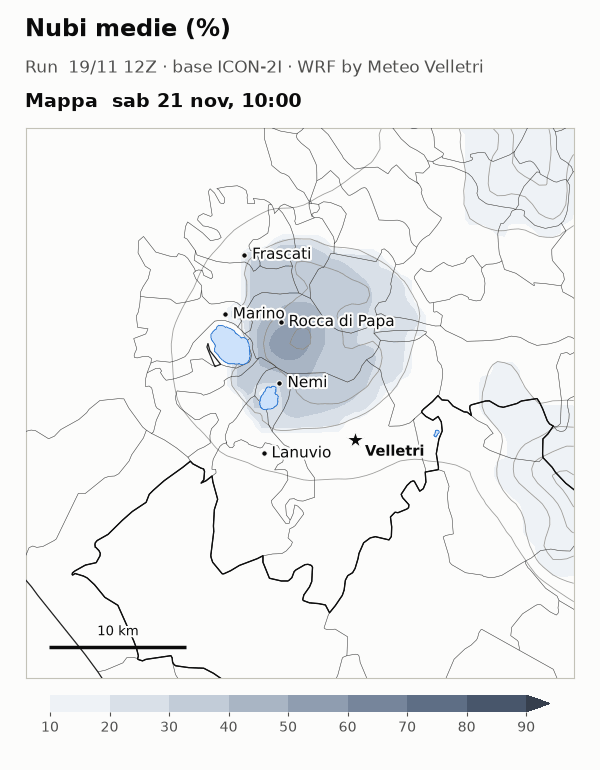 Nubi medie (%)
Run  19/11 12Z · base ICON-2I · WRF by Meteo Velletri
Mappa  sab 21 nov, 10:00
Frascati
Marino
Rocca di Papa
Nemi
Velletri
Lanuvio
10 km
10 20 30 40 50 60 70 80 90